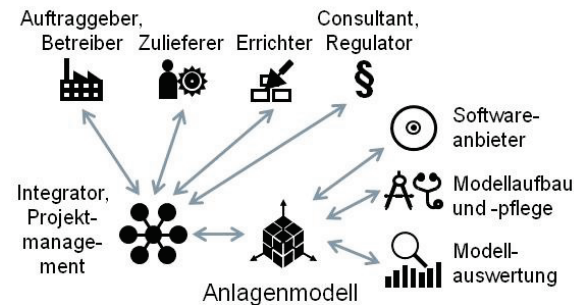 Auftraggeber,
Betreiber
Zulieferer
Errichter
Consultant,
Regulator
§
Software-
anbieter
Integrator,
Projekt-
manage-
ment
Modellaufbau
und -pflege
Modell-
auswertung
Anlagenmodell